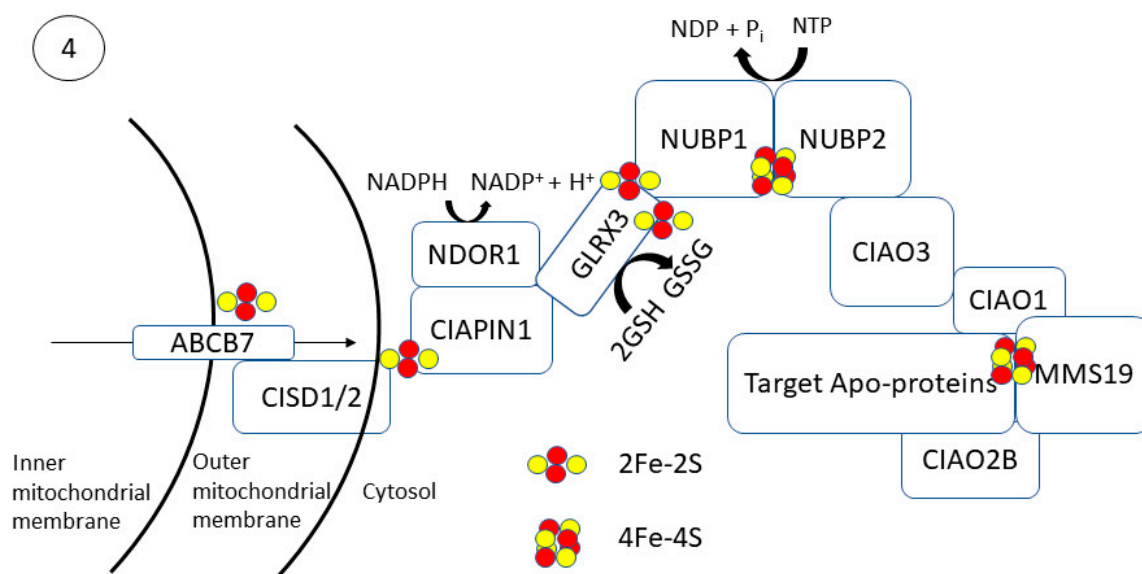 4
NDP + Pi
NTP
NUBP1
NUBP2
NADPH
NADP+ + H+
NDOR1
GLRX3
CIAO3
2GSH GSSG
CIAO1
ABCB7
CIAPIN1
CISD1/2
Target Apo-proteins
MMS19
CIAO2B
Inner
mitochondrial
membrane
Outer
mitochondrial
membrane
Cytosol
2Fe-2S
4Fe-4S